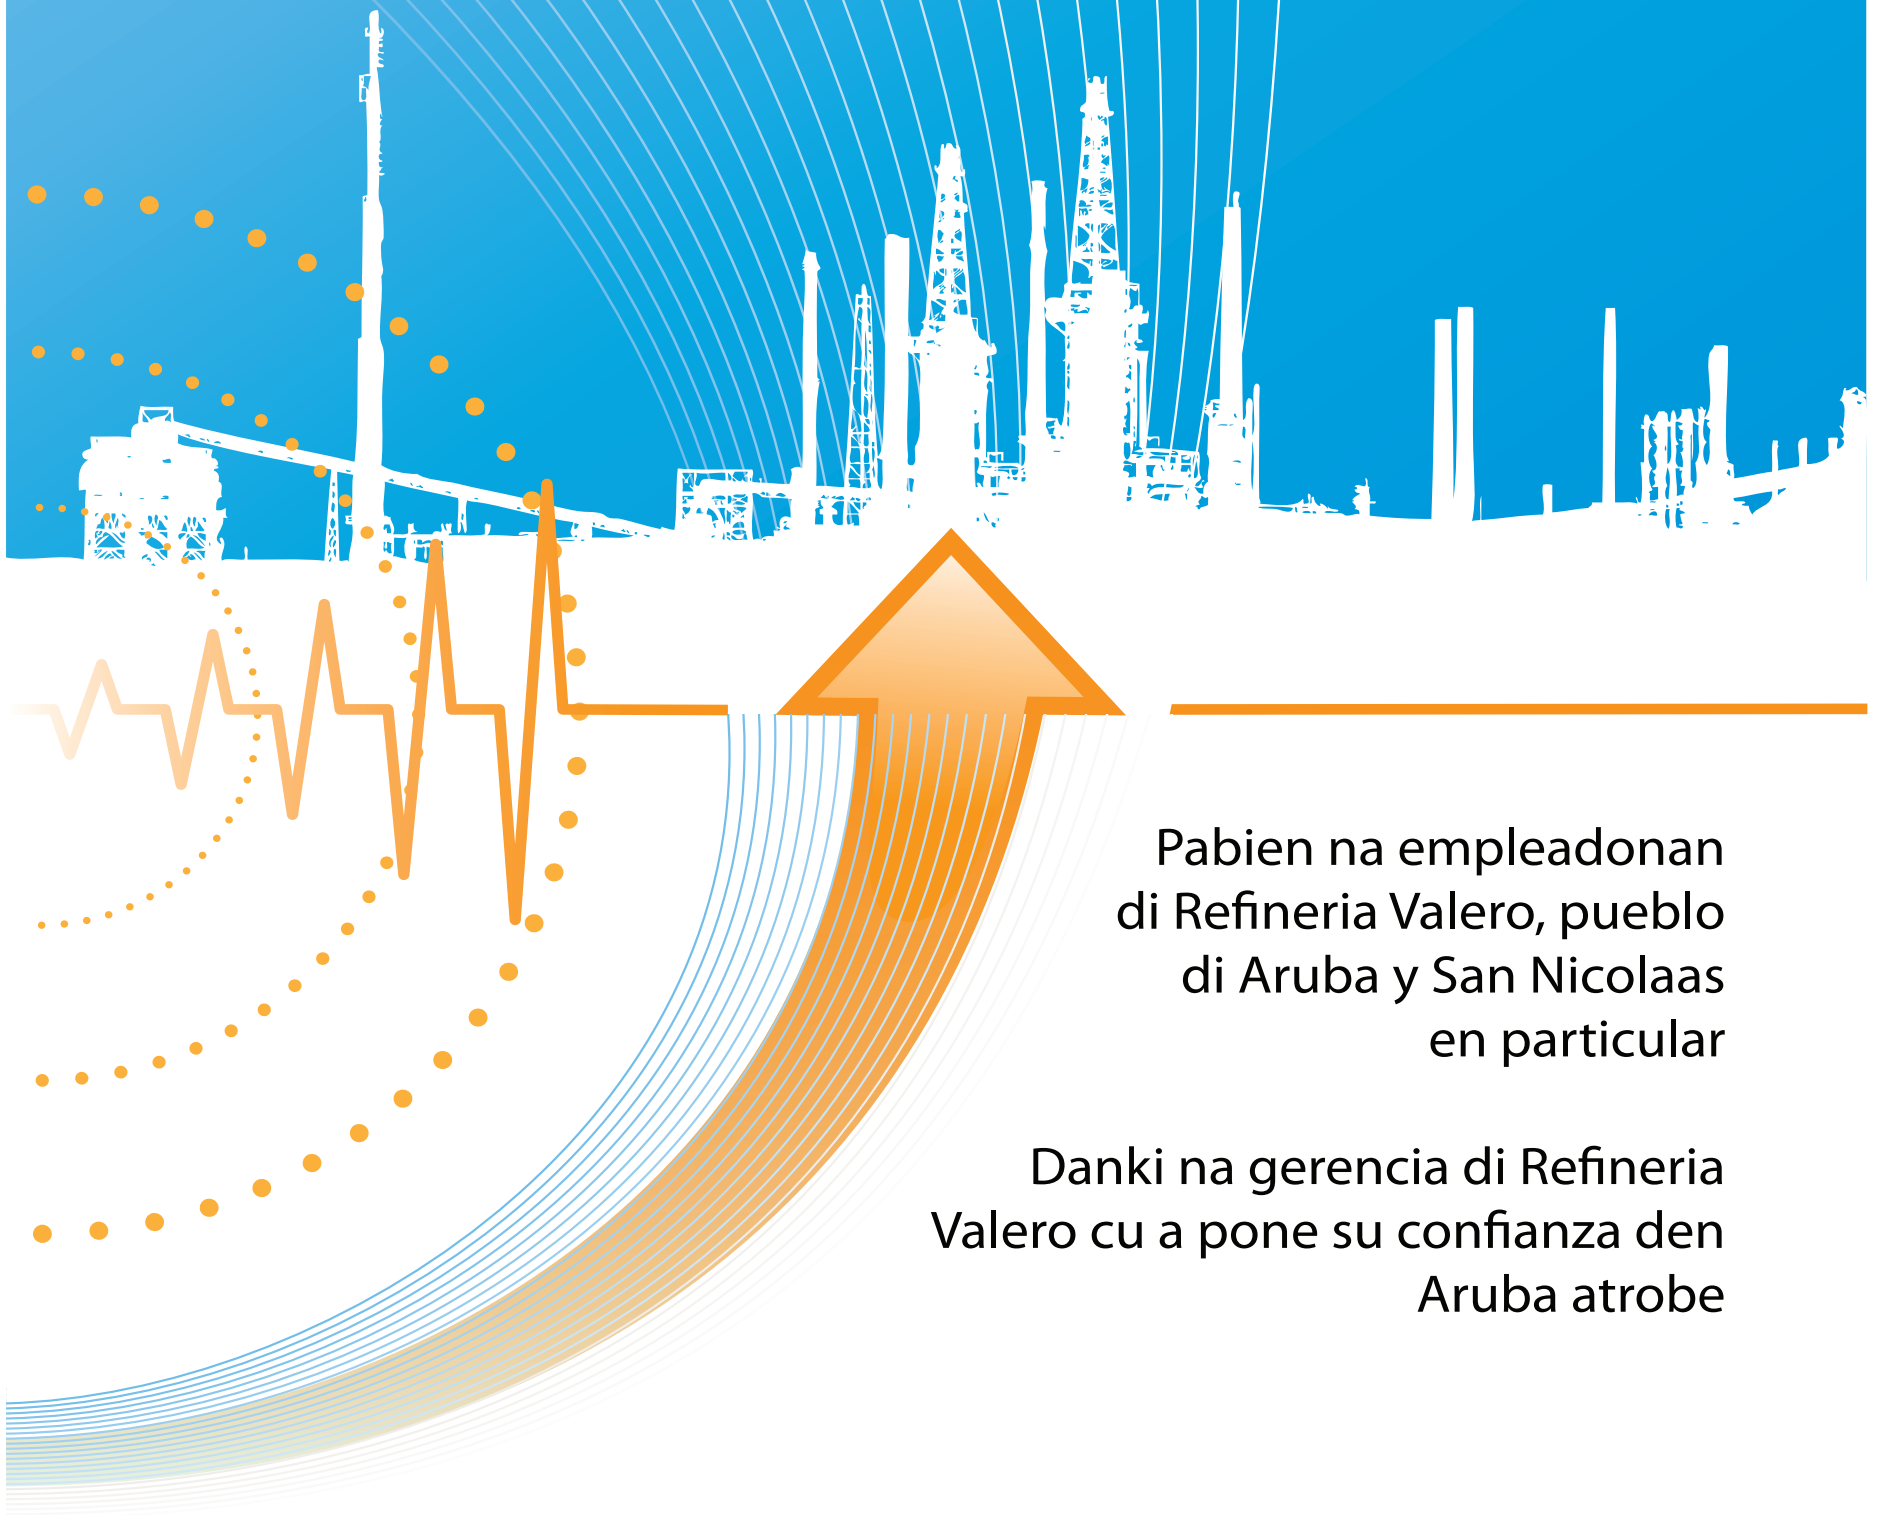 Pabien na empleadonan
di Refineria Valero, pueblo
di Aruba y San Nicolaas
en particular
Danki na gerencia di Refineria
Valero cu a pone su confianza den
Aruba atrobe